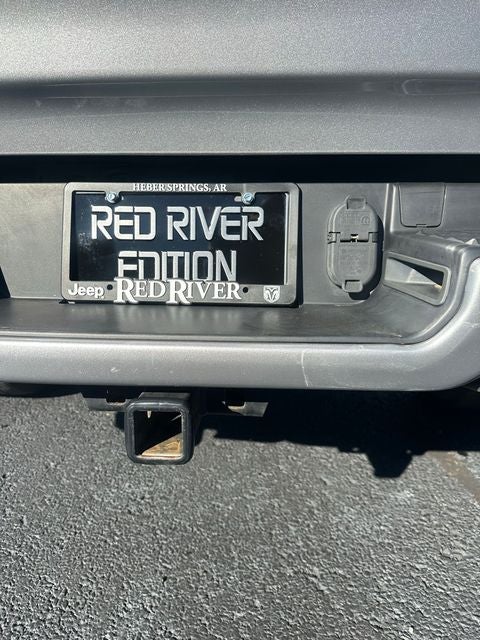 HEBER SPRINGS, AR
RED RIVER
EDITION
Jeep RED RIVER